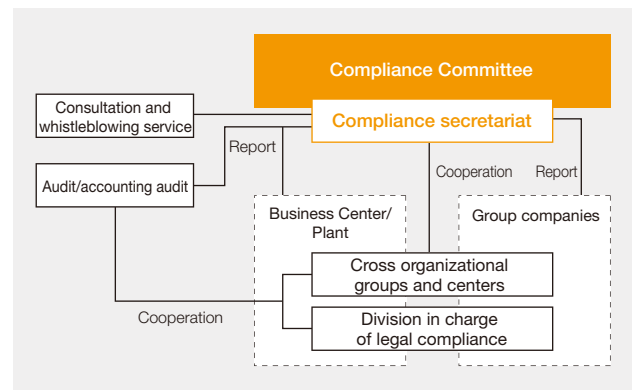 Compliance Committee
Consultation and
whistleblowing service
Compliance secretariat
Report
Audit/accounting audit
Cooperation
Report
Business Center/
Plant
Group companies
Cross organizational
groups and centers
Cooperation
Division in charge
of legal compliance